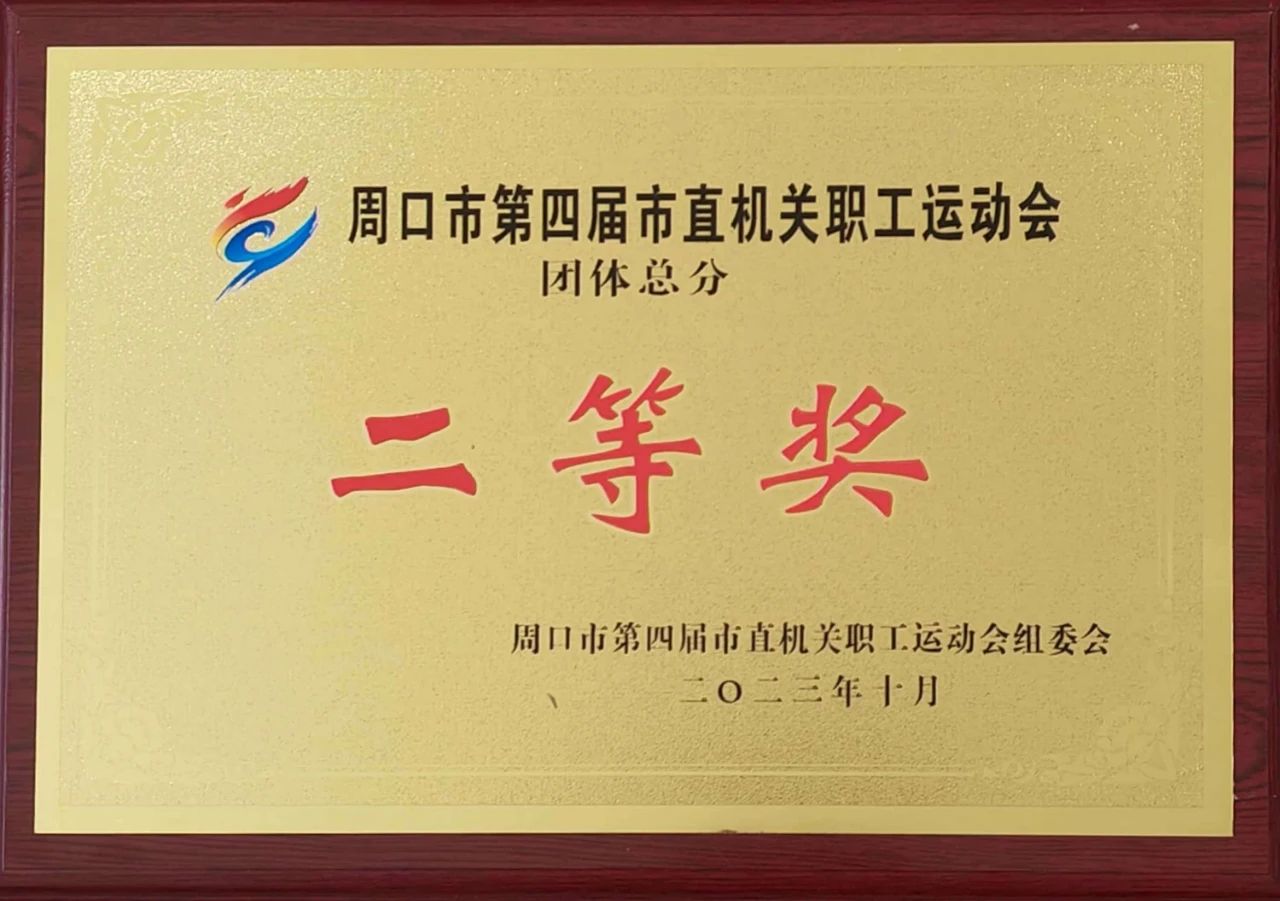 周口市第四届市直机关职工运动会
团体总分
二等奖
周口市第四届市直机关职工运动会组委会
二〇二三年十月